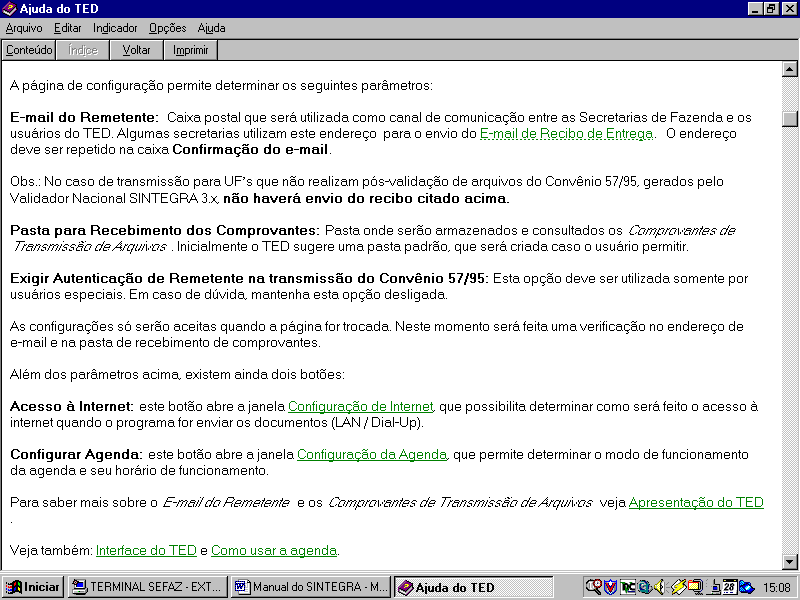 Ajuda do TED
Arquivo Editar Indicador Opções Ajuda
Conteúdo Índice Voltar Imprimir
A página de configuração permite determinar os seguintes parâmetros:
E-mail do Remetente: Caixa postal que será utilizada como canal de comunicação entre as Secretarias de Fazenda e os
usuários do TED. Algumas secretarias utilizam este endereço para o envio do E-mail de Recibo de Entrega. O endereço
deve ser repetido na caixa Confirmação do e-mail.
Obs.: No caso de transmissão para UF's que não realizam pós-validação de arquivos do Convênio 57/95, gerados pelo
Validador Nacional SINTEGRA 3.x, não haverá envio do recibo citado acima.
Pasta para Recebimento dos Comprovantes: Pasta onde serão armazenados e consultados os Comprovantes de
Transmissão de Arquivos . Inicialmente o TED sugere uma pasta padrão, que será criada caso o usuário permitir.
Exigir Autenticação de Remetente na transmissão do Convênio 57/95: Esta opção deve ser utilizada somente por
usuários especiais. Em caso de dúvida, mantenha esta opção desligada.
As configurações só serão aceitas quando a página for trocada. Neste momento será feita uma verificação no endereço de
e-mail e na pasta de recebimento de comprovantes.
Além dos parâmetros acima, existem ainda dois botões:
Acesso à Internet: este botão abre a janela Configuração de Internet, que possibilita determinar como será feito o acesso à
internet quando o programa for enviar os documentos (LAN / Dial-Up).
Configurar Agenda: este botão abre a janela Configuração da Agenda, que permite determinar o modo de funcionamento
da agenda e seu horário de funcionamento.
Para saber mais sobre o E-mail do Remetente e os Comprovantes de Transmissão de Arquivos veja Apresentação do TED
.
Veja também: Interface do TED e Como usar a agenda.
Iniciar TERMINAL SEFAZ - EXT... Manual do SINTEGRA - M... Ajuda do TED 28 15:08